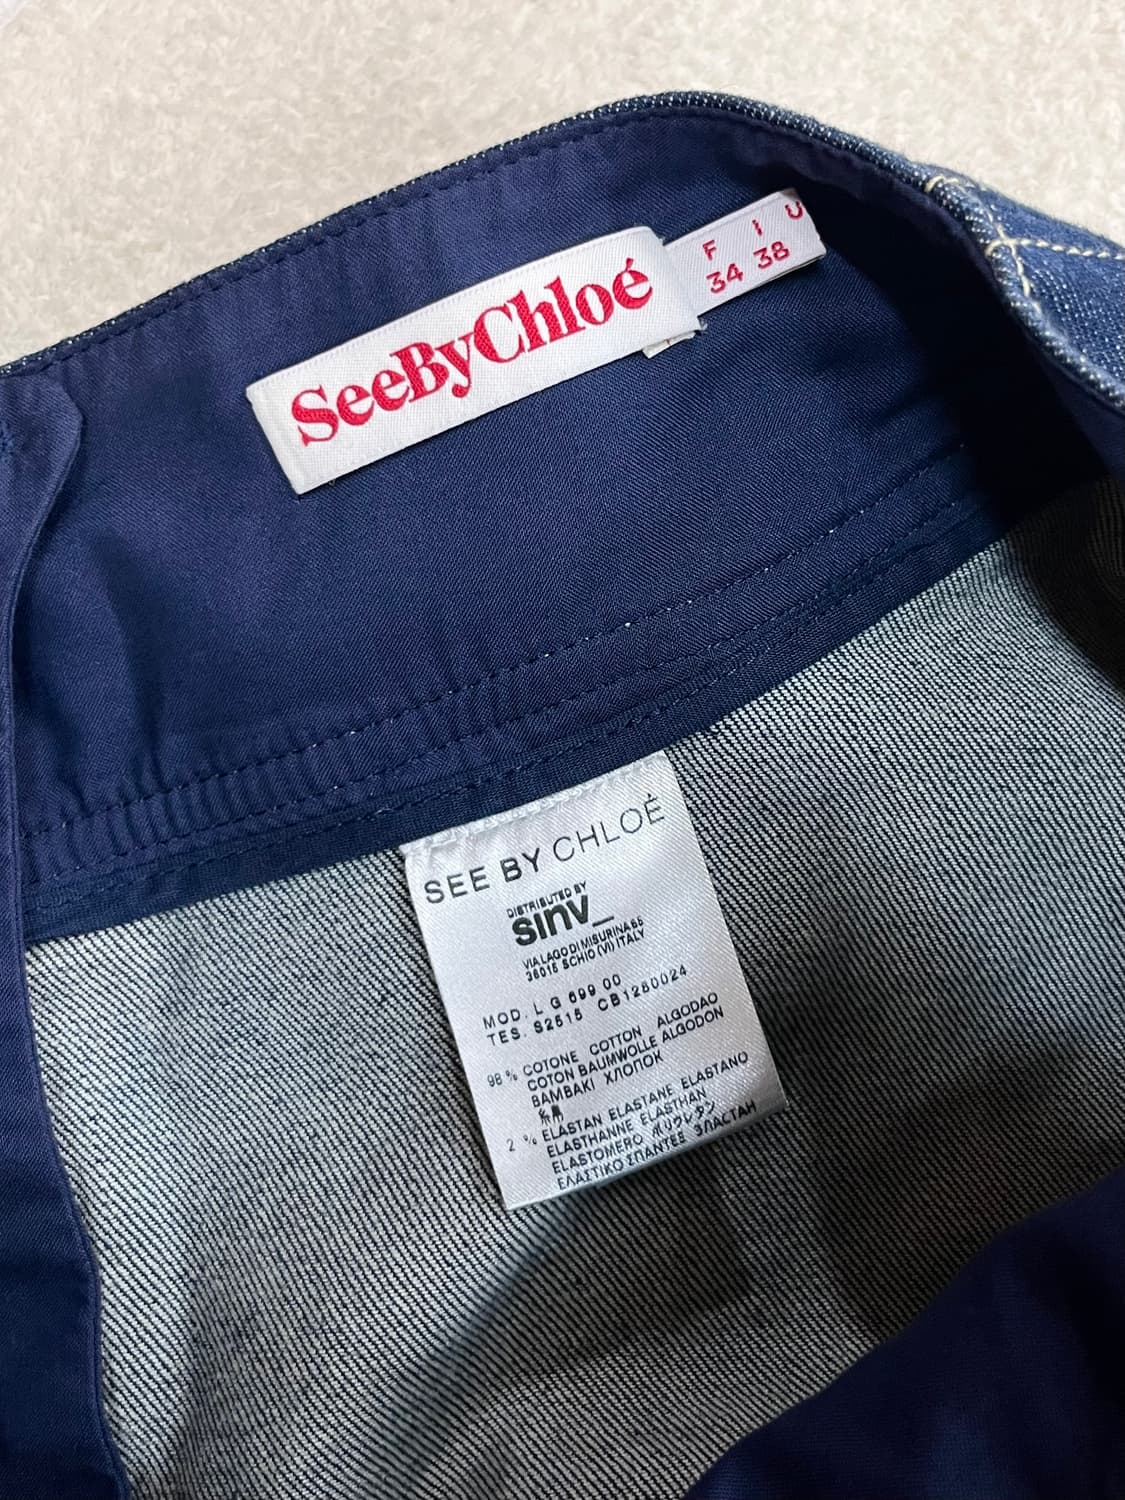 SeeByChloé
F I U
34 38
SEE BY CHLOÉ
DISTRIBUTED BY
sinv_
VIA LAGO DI MISURINA 66
36015 SCHIO (VI) ITALY
MOD. L G 699 00
TES. S2515 CB1280024
98 % COTONE COTTON ALGODAO
COTON BAUMWOLLE ALGODON
BAMBAKI ХЛОПОК
2 % ELASTAN ELASTANE ELASTANO
ELASTHANNE ELASTHAN
ELASTOMERO ポリウレタン
ΕΛΑΣΤΙΚΟ ΣΠΑΝΤΕΞ ЭЛАСТАН